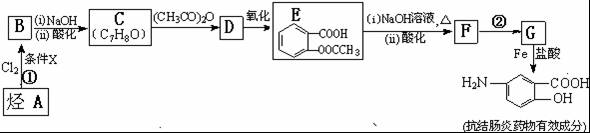 B (i)NaOH (ii)酸化 C (C₇H₈O) (CH₃CO)₂O D 氧化 E COOH OOCCH₃ (i)NaOH溶液,△ (ii)酸化 F ② G
Cl₂ 条件X ①
烃 A
Fe 盐酸
H₂N COOH OH
(抗结肠炎药物有效成分)